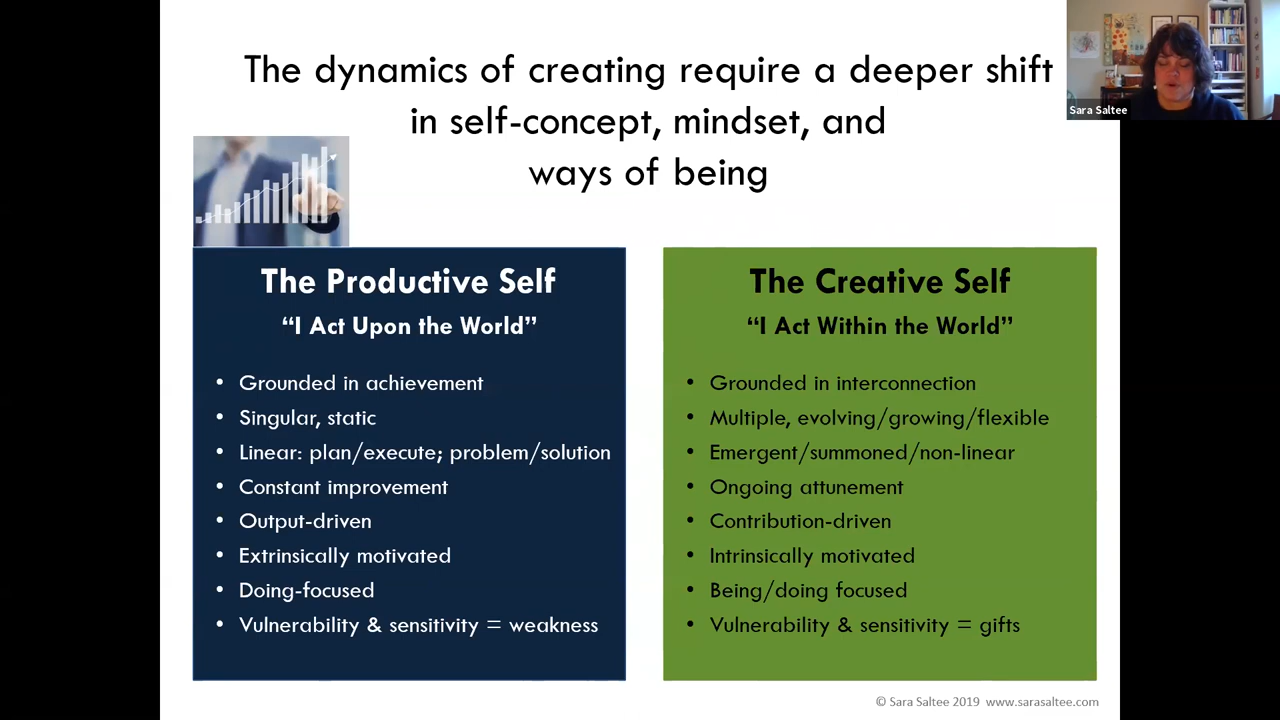 The dynamics of creating require a deeper shift
in self-concept, mindset, and
ways of being
Sara Saltee
The Productive Self
“I Act Upon the World”
• Grounded in achievement
• Singular, static
• Linear: plan/execute; problem/solution
• Constant improvement
• Output-driven
• Extrinsically motivated
• Doing-focused
• Vulnerability & sensitivity = weakness
The Creative Self
“I Act Within the World”
• Grounded in interconnection
• Multiple, evolving/growing/flexible
• Emergent/summoned/non-linear
• Ongoing attunement
• Contribution-driven
• Intrinsically motivated
• Being/doing focused
• Vulnerability & sensitivity = gifts
© Sara Saltee 2019 www.sarasaltee.com